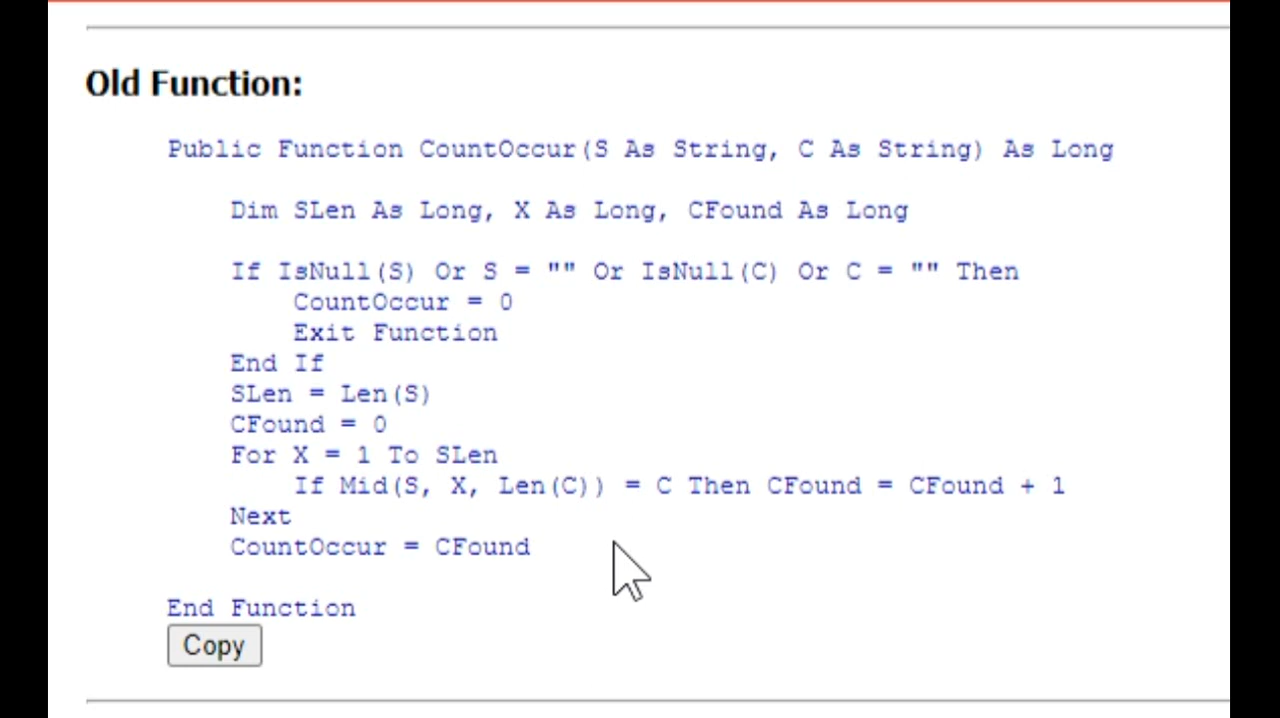 Old Function:
Public Function CountOccur(S As String, C As String) As Long
Dim SLen As Long, X As Long, CFound As Long
If IsNull(S) Or S = "" Or IsNull(C) Or C = "" Then
CountOccur = 0
Exit Function
End If
SLen = Len(S)
CFound = 0
For X = 1 To SLen
If Mid(S, X, Len(C)) = C Then CFound = CFound + 1
Next
CountOccur = CFound
End Function
Copy